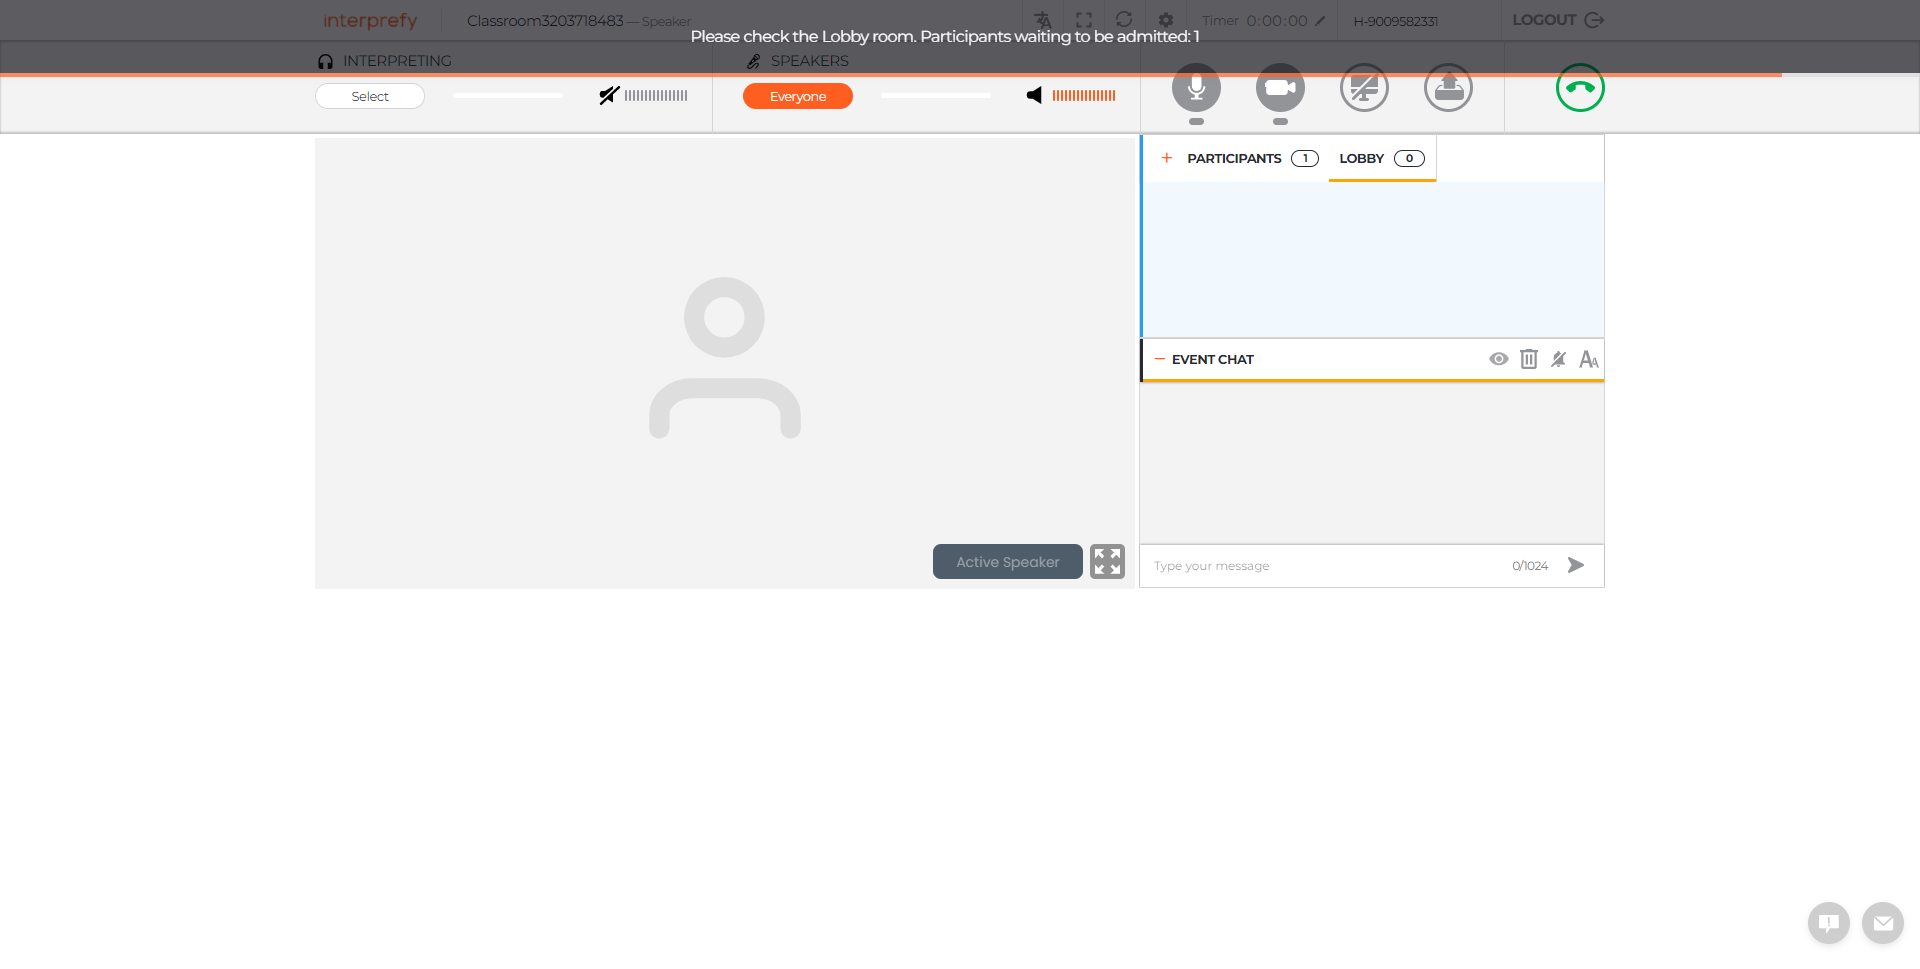 interprefy
Classroom3203718483 — Speaker
Timer 0:00:00
H-9009582331
LOGOUT
Please check the Lobby room. Participants waiting to be admitted: 1
INTERPRETING
SPEAKERS
Select
Everyone
+ PARTICIPANTS 1
LOBBY 0
− EVENT CHAT
Active Speaker
Type your message
0/1024